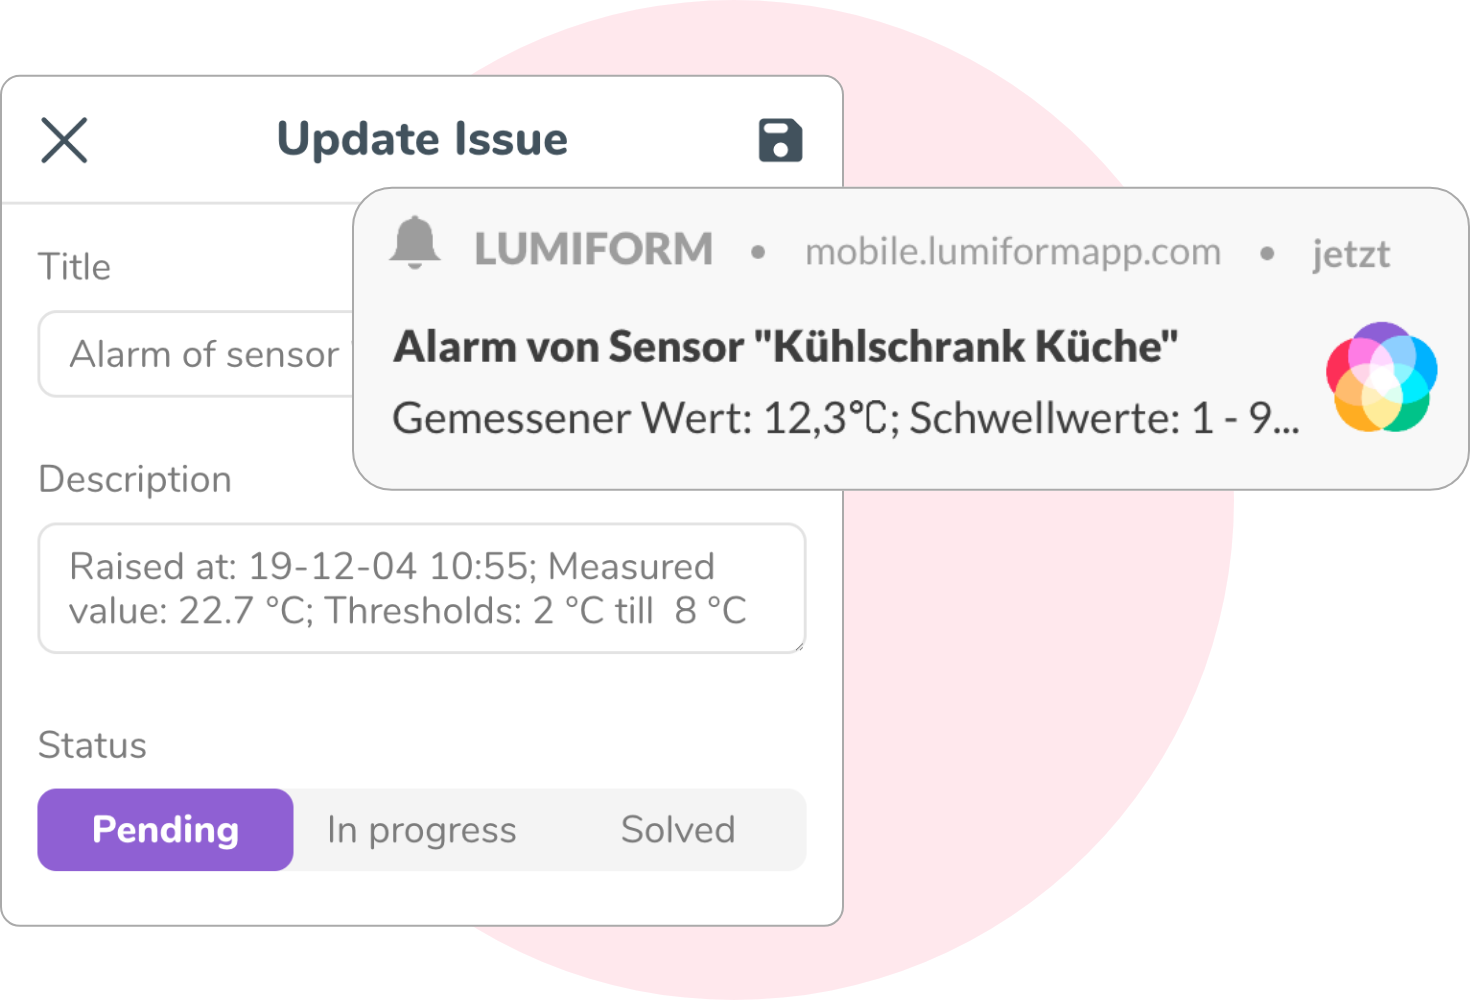 Update Issue
LUMIFORM • mobile.lumiformapp.com • jetzt
Alarm von Sensor "Kühlschrank Küche"
Gemessener Wert: 12,3℃; Schwellwerte: 1 - 9...
Title
Alarm of sensor
Description
Raised at: 19-12-04 10:55; Measured
value: 22.7 °C; Thresholds: 2 °C till  8 °C
Status
Pending In progress Solved